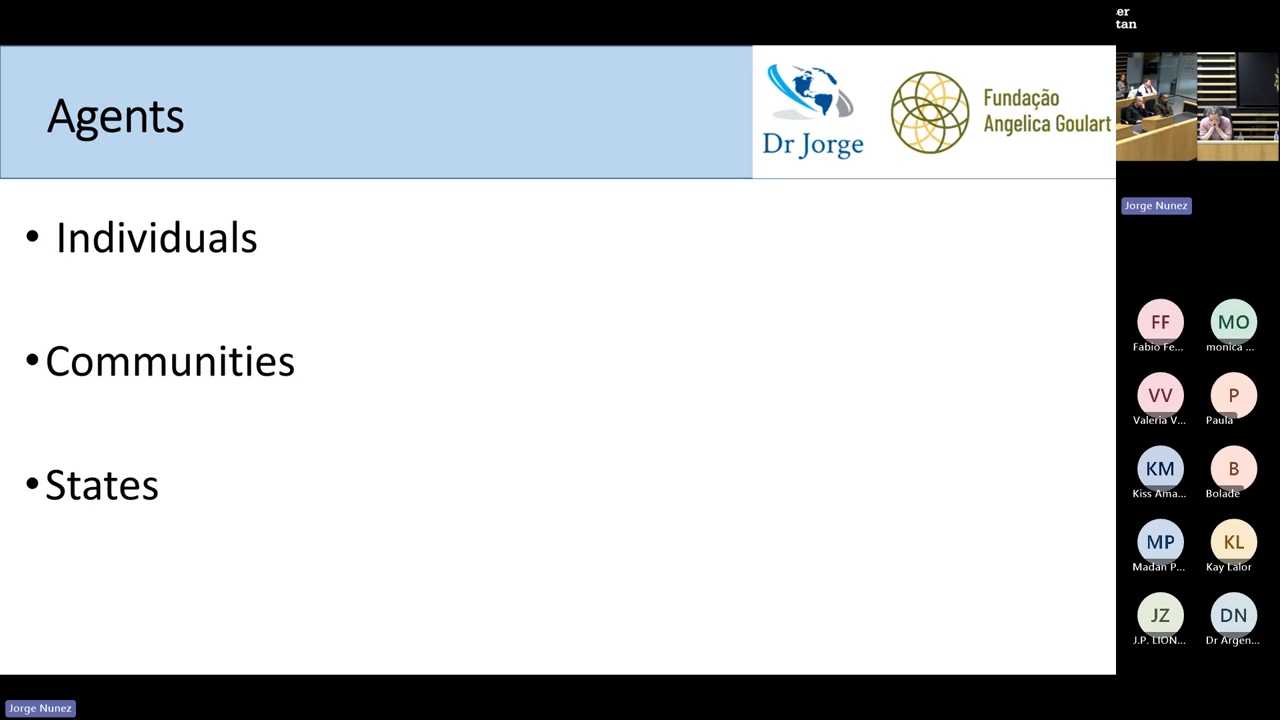 er
tan
Agents
Dr Jorge
Fundação
Angelica Goulart
• Individuals
• Communities
• States
Jorge Nunez
FF
MO
Fabio Fe...
monica ...
VV
P
Valeria V...
Paula
KM
B
Kiss Ama...
Bolade
MP
KL
Madan P...
Kay Lalor
JZ
DN
J.P. LION...
Dr Argen...
Jorge Nunez